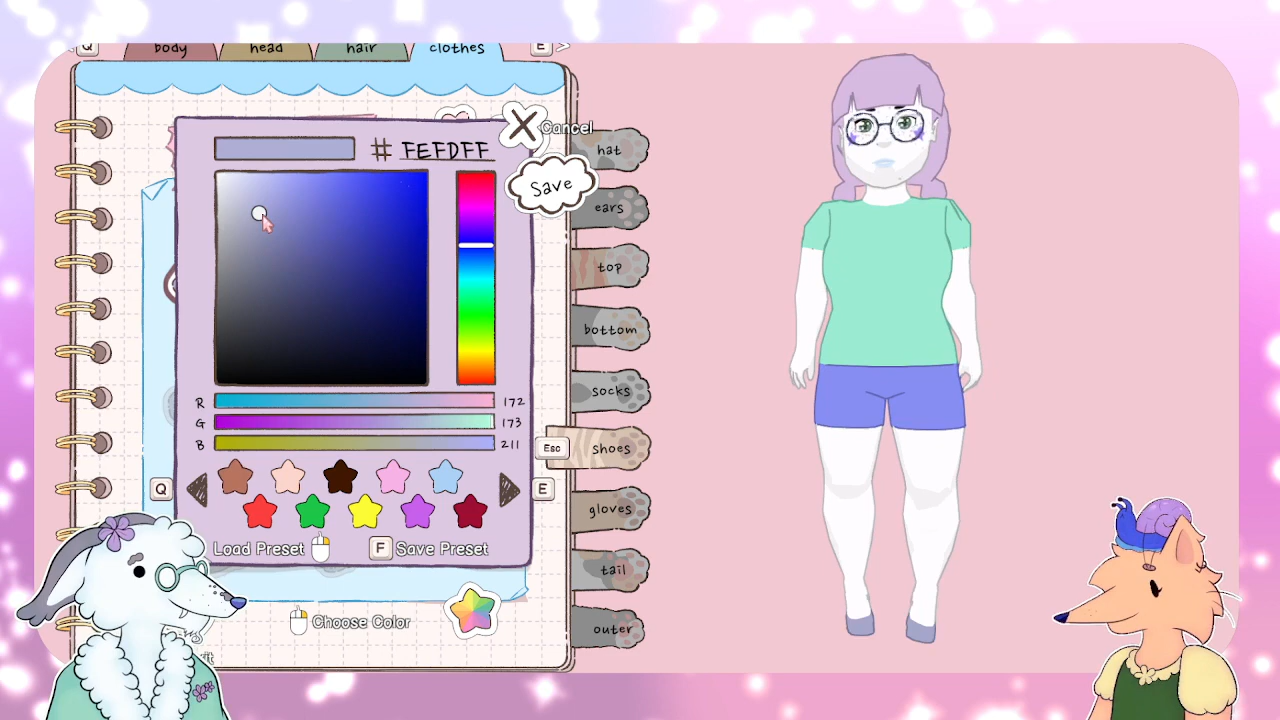 Q body head hair clothes E >
Cancel
# FEFDFF
hat
Save
ears
top
bottom
socks
R 172
G 173
B 211
Esc shoes
Q E
gloves
Load Preset F Save Preset
tail
Choose Color
outer